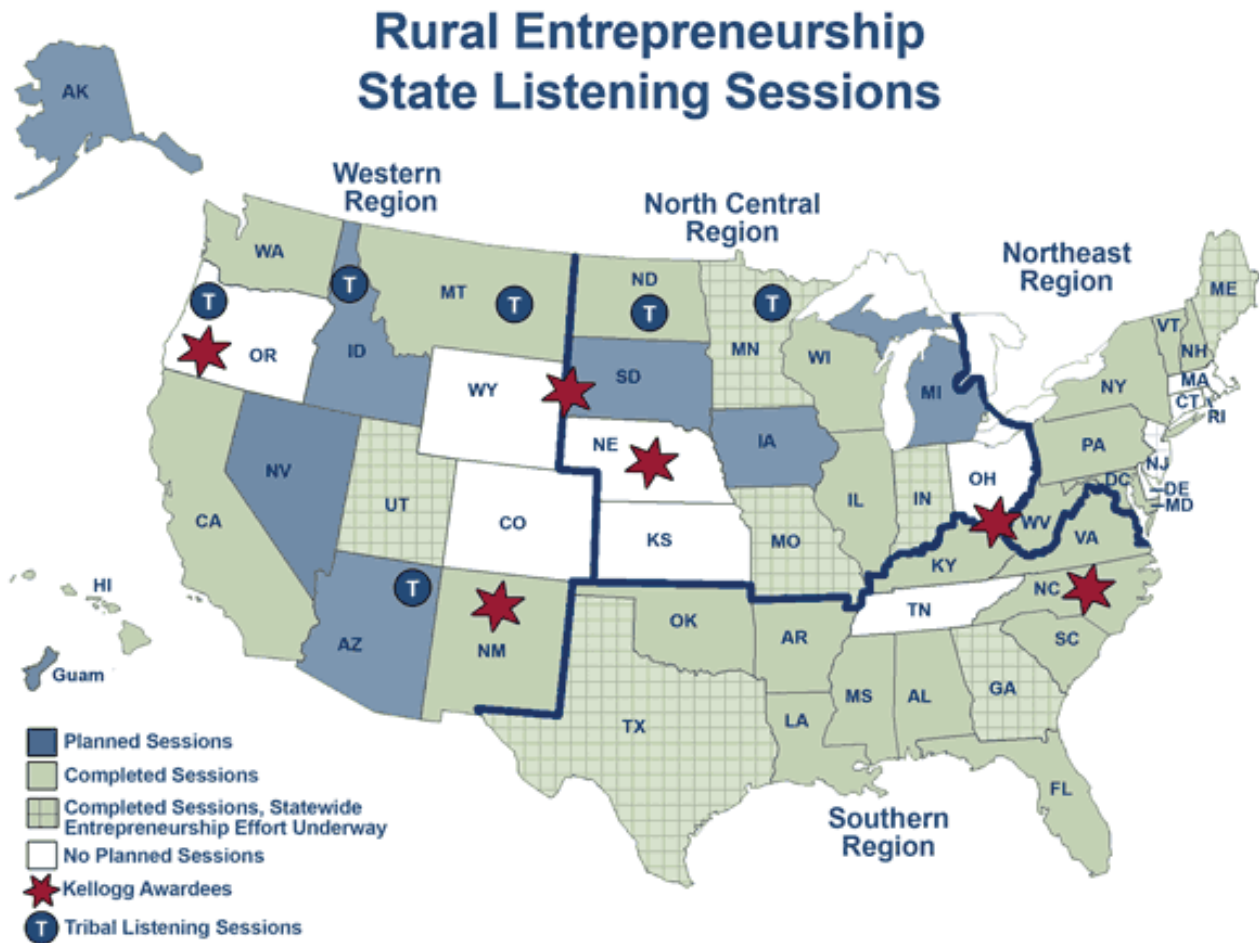 Rural Entrepreneurship
State Listening Sessions
AK
Western
Region
North Central
Region
Northeast
Region
WA
MT
ND
T
T
T
T
T
ME
VT
NH
MN
WI
OR
ID
WY
SD
MI
NY
MA
CT
RI
NE
IA
PA
NV
UT
CO
KS
MO
IL
IN
OH
NJ
DC
DE
MD
WV
VA
KY
CA
HI
T
AZ
NM
OK
AR
TN
NC
SC
Guam
TX
LA
MS
AL
GA
FL
Southern
Region
Planned Sessions
Completed Sessions
Completed Sessions, Statewide
Entrepreneurship Effort Underway
No Planned Sessions
Kellogg Awardees
T Tribal Listening Sessions